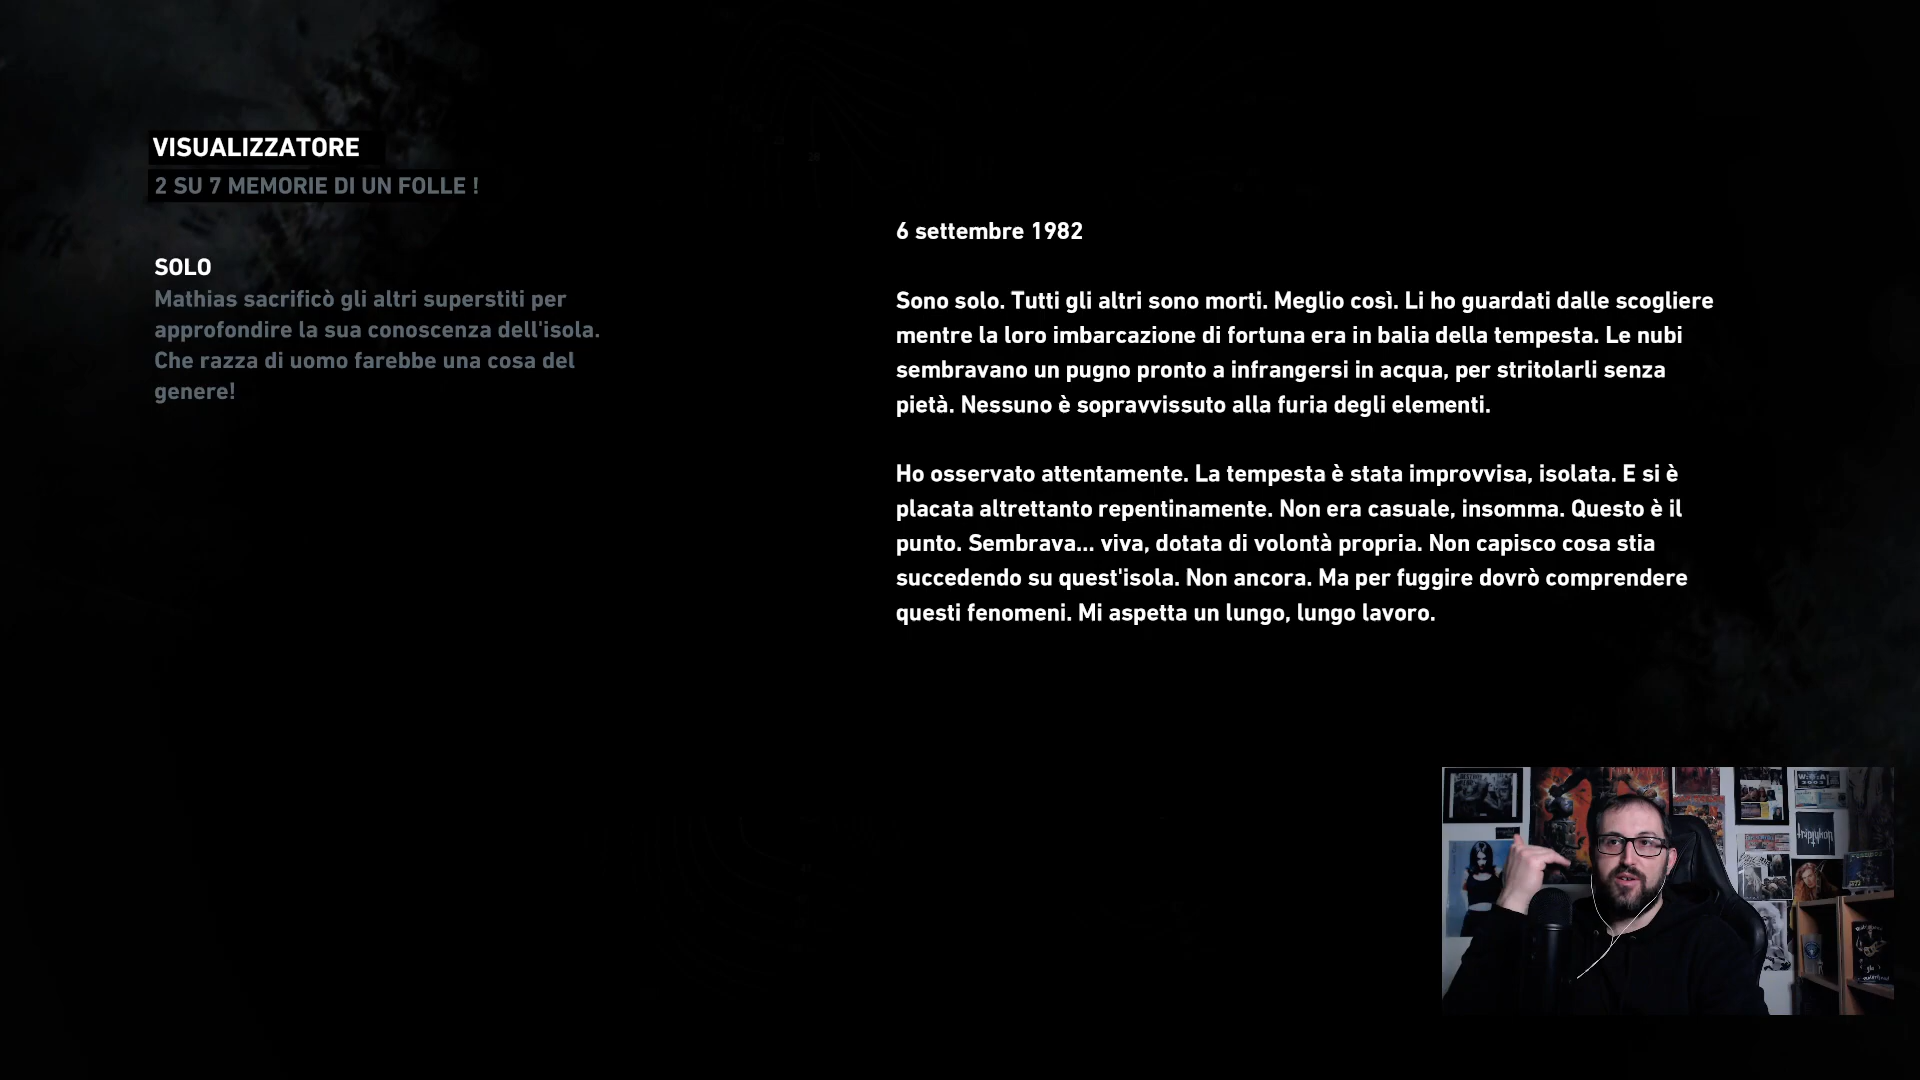 VISUALIZZATORE
2 SU 7 MEMORIE DI UN FOLLE !
SOLO
Mathias sacrificò gli altri superstiti per
approfondire la sua conoscenza dell'isola.
Che razza di uomo farebbe una cosa del
genere!
6 settembre 1982
Sono solo. Tutti gli altri sono morti. Meglio così. Li ho guardati dalle scogliere
mentre la loro imbarcazione di fortuna era in balia della tempesta. Le nubi
sembravano un pugno pronto a infrangersi in acqua, per stritolarli senza
pietà. Nessuno è sopravvissuto alla furia degli elementi.
Ho osservato attentamente. La tempesta è stata improvvisa, isolata. E si è
placata altrettanto repentinamente. Non era casuale, insomma. Questo è il
punto. Sembrava... viva, dotata di volontà propria. Non capisco cosa stia
succedendo su quest'isola. Non ancora. Ma per fuggire dovrò comprendere
questi fenomeni. Mi aspetta un lungo, lungo lavoro.
triptykon